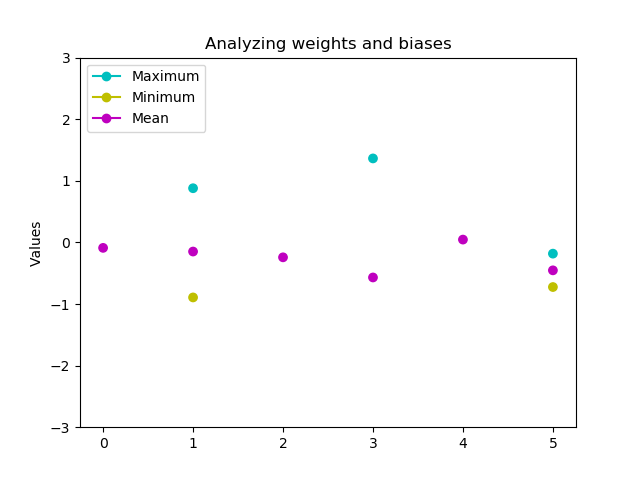 Analyzing weights and biases
Maximum
Minimum
Mean
Values
3
2
1
0
−1
−2
−3
0 1 2 3 4 5